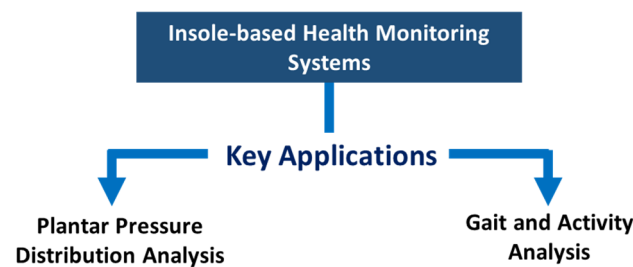 Insole-based Health Monitoring
Systems
Key Applications
Plantar Pressure
Distribution Analysis
Gait and Activity
Analysis